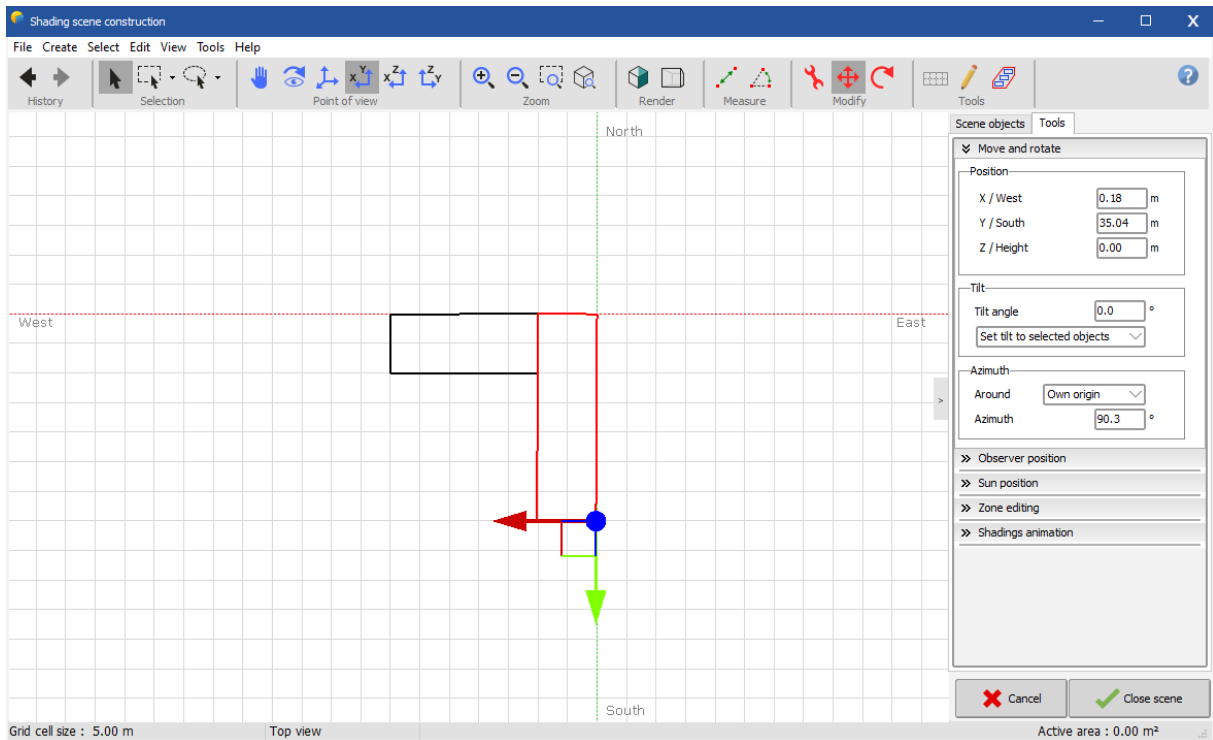 Shading scene construction
File Create Select Edit View Tools Help
X Y X Z Z Y
History Selection Point of view Zoom Render Measure Modify Tools
?
North
West
East
South
Scene objects Tools
Move and rotate
Position
X / West 0.18 m
Y / South 35.04 m
Z / Height 0.00 m
Tilt
Tilt angle 0.0 °
Set tilt to selected objects
Azimuth
Around Own origin
Azimuth 90.3 °
>
Observer position
Sun position
Zone editing
Shadings animation
Cancel Close scene
Grid cell size : 5.00 m Top view Active area : 0.00 m²